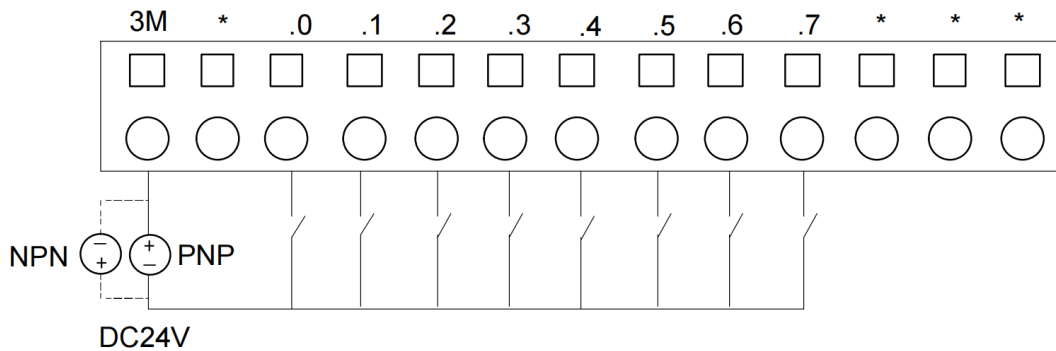 3M * .0 .1 .2 .3 .4 .5 .6 .7 * * *
NPN − + + − PNP
DC24V